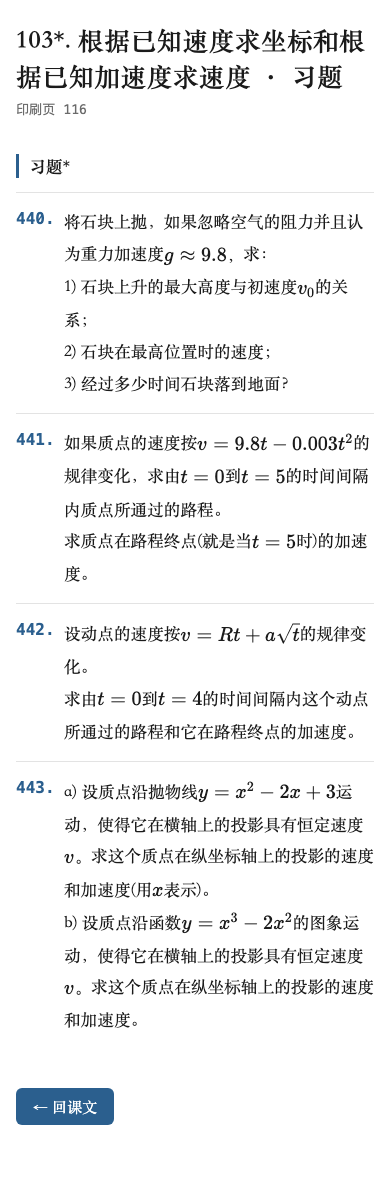 103*. 根据已知速度求坐标和根
据已知加速度求速度 · 习题
印刷页 116
习题*
440. 将石块上抛，如果忽略空气的阻力并且认
为重力加速度g ≈ 9.8，求：
1) 石块上升的最大高度与初速度v₀的关
系；
2) 石块在最高位置时的速度；
3) 经过多少时间石块落到地面？
441. 如果质点的速度按v = 9.8t − 0.003t²的
规律变化，求由t = 0到t = 5的时间间隔
内质点所通过的路程。
求质点在路程终点(就是当t = 5时)的加速
度。
442. 设动点的速度按v = Rt + a√t的规律变
化。
求由t = 0到t = 4的时间间隔内这个动点
所通过的路程和它在路程终点的加速度。
443. a) 设质点沿抛物线y = x² − 2x + 3运
动，使得它在横轴上的投影具有恒定速度
v。求这个质点在纵坐标轴上的投影的速度
和加速度(用x表示)。
b) 设质点沿函数y = x³ − 2x²的图象运
动，使得它在横轴上的投影具有恒定速度
v。求这个质点在纵坐标轴上的投影的速度
和加速度。
← 回课文